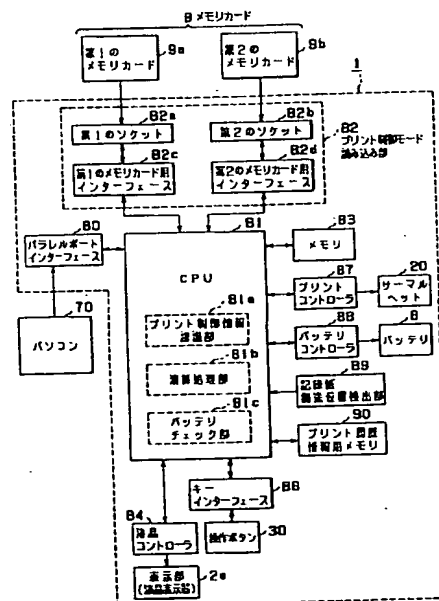 9 メモリカード
第1の
メモリカード
9a
第2の
メモリカード
9b
1
82a
第1のソケット
82b
第2のソケット
82
プリント制御モード
読み込み部
82c
第1のメモリカード用
インターフェース
82d
第2のメモリカード用
インターフェース
80
パラレルポート
インターフェース
70
パソコン
81
CPU
81a
プリント制御情報
81b
演算処理部
81c
バッテリ
チェック部
83
メモリ
87
プリント
コントローラ
20
サーマル
ヘッド
88
バッテリ
コントローラ
8
バッテリ
89
記録紙
搬送位置検出部
90
プリント履歴
情報用メモリ
86
キー
インターフェース
30
操作ボタン
84
液晶
コントローラ
2e
表示部
(液晶表示器)